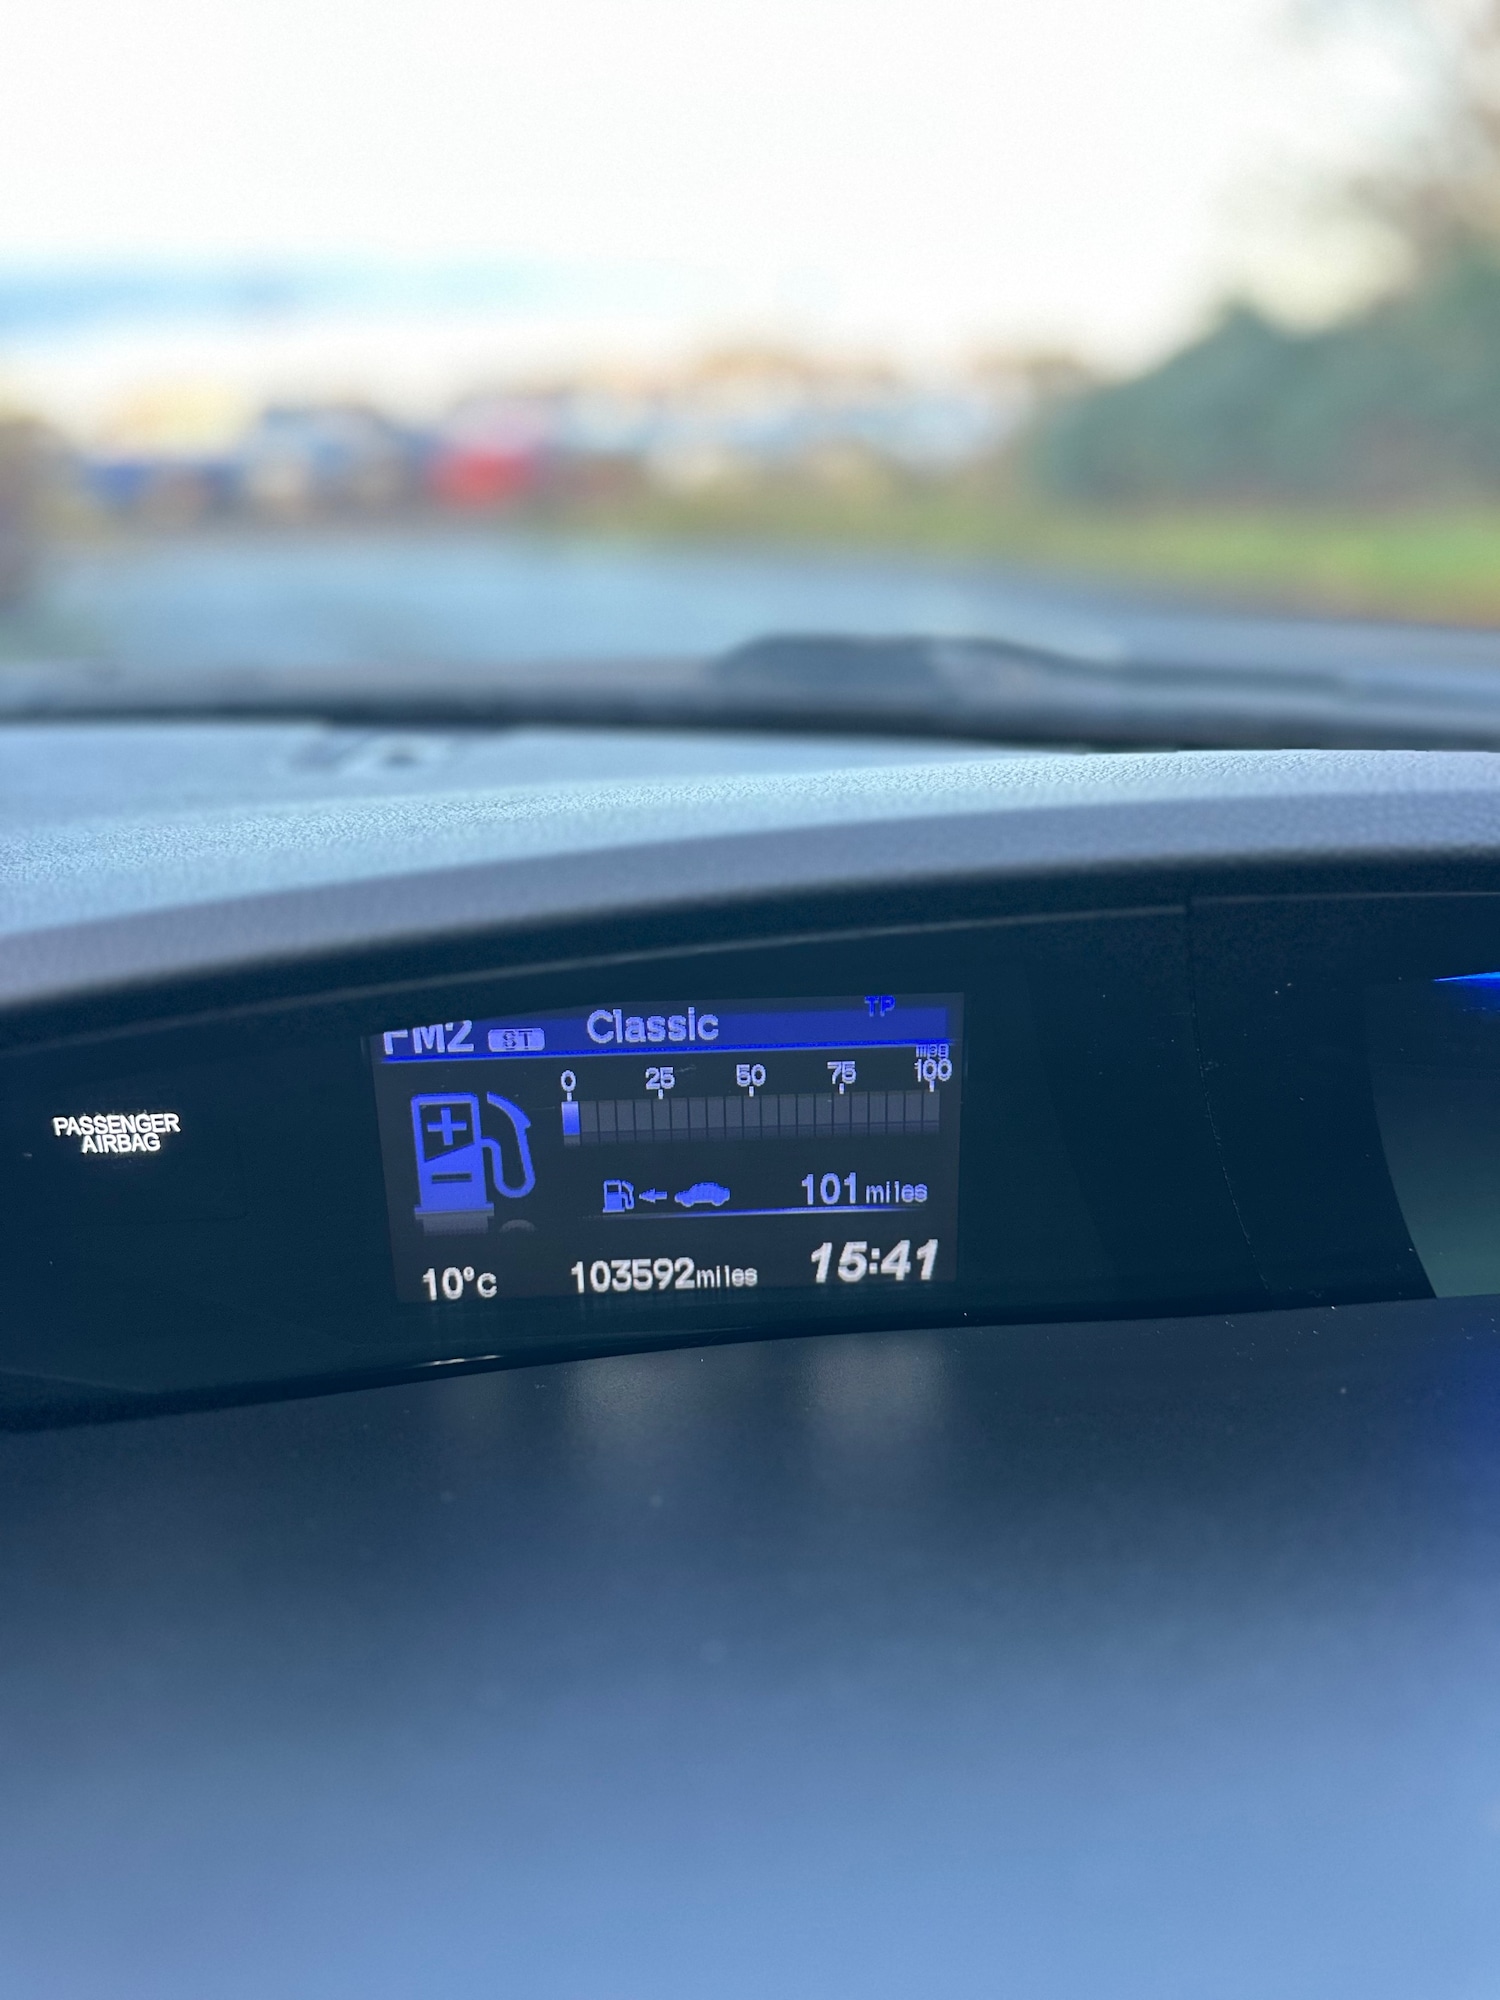 PASSENGER
AIRBAG
FM2 ST Classic TP
mpg
0 25 50 75 100
101 miles
10°c 103592miles 15:41